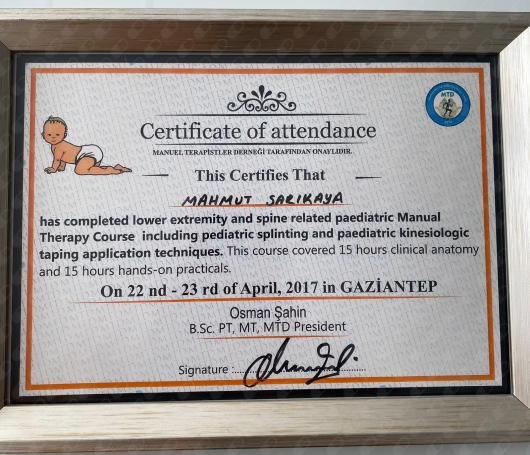 MTD
Certificate of attendance
MANUEL TERAPİSTLER DERNEĞİ TARAFINDAN ONAYLIDIR.
This Certifies That
MAHMUT SARIKAYA
has completed lower extremity and spine related paediatric Manual
Therapy Course including pediatric splinting and paediatric kinesiologic
taping application techniques. This course covered 15 hours clinical anatomy
and 15 hours hands-on practicals.
On 22 nd - 23 rd of April, 2017 in GAZİANTEP
Osman Şahin
B.Sc. PT, MT, MTD President
Signature :